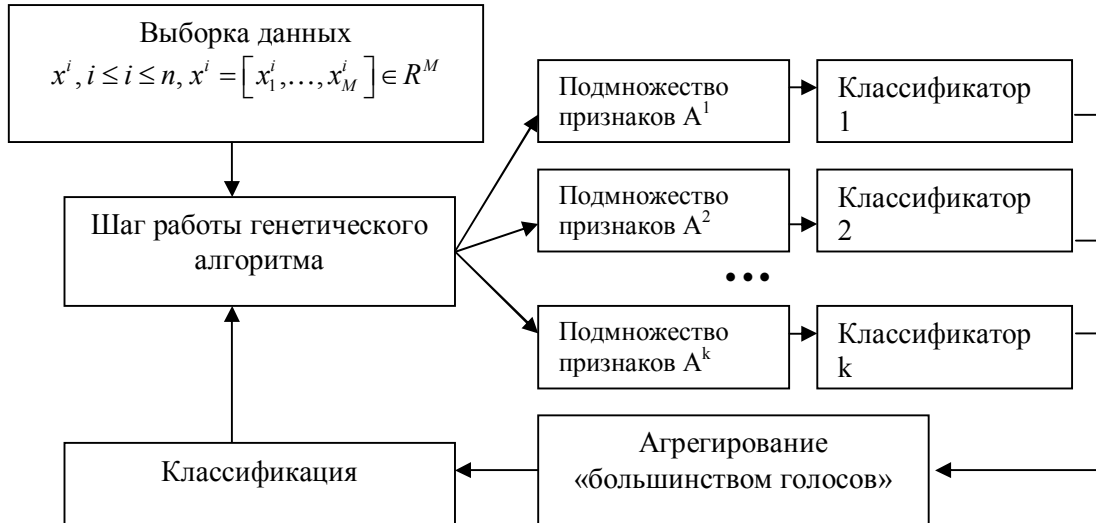 Выборка данных
x^i, i ≤ i ≤ n, x^i = [x_1^i,…,x_M^i] ∈ R^M
Подмножество
признаков А^1
Классификатор
1
Шаг работы генетического
алгоритма
Подмножество
признаков А^2
Классификатор
2
•••
Подмножество
признаков А^k
Классификатор
k
Классификация
Агрегирование
«большинством голосов»